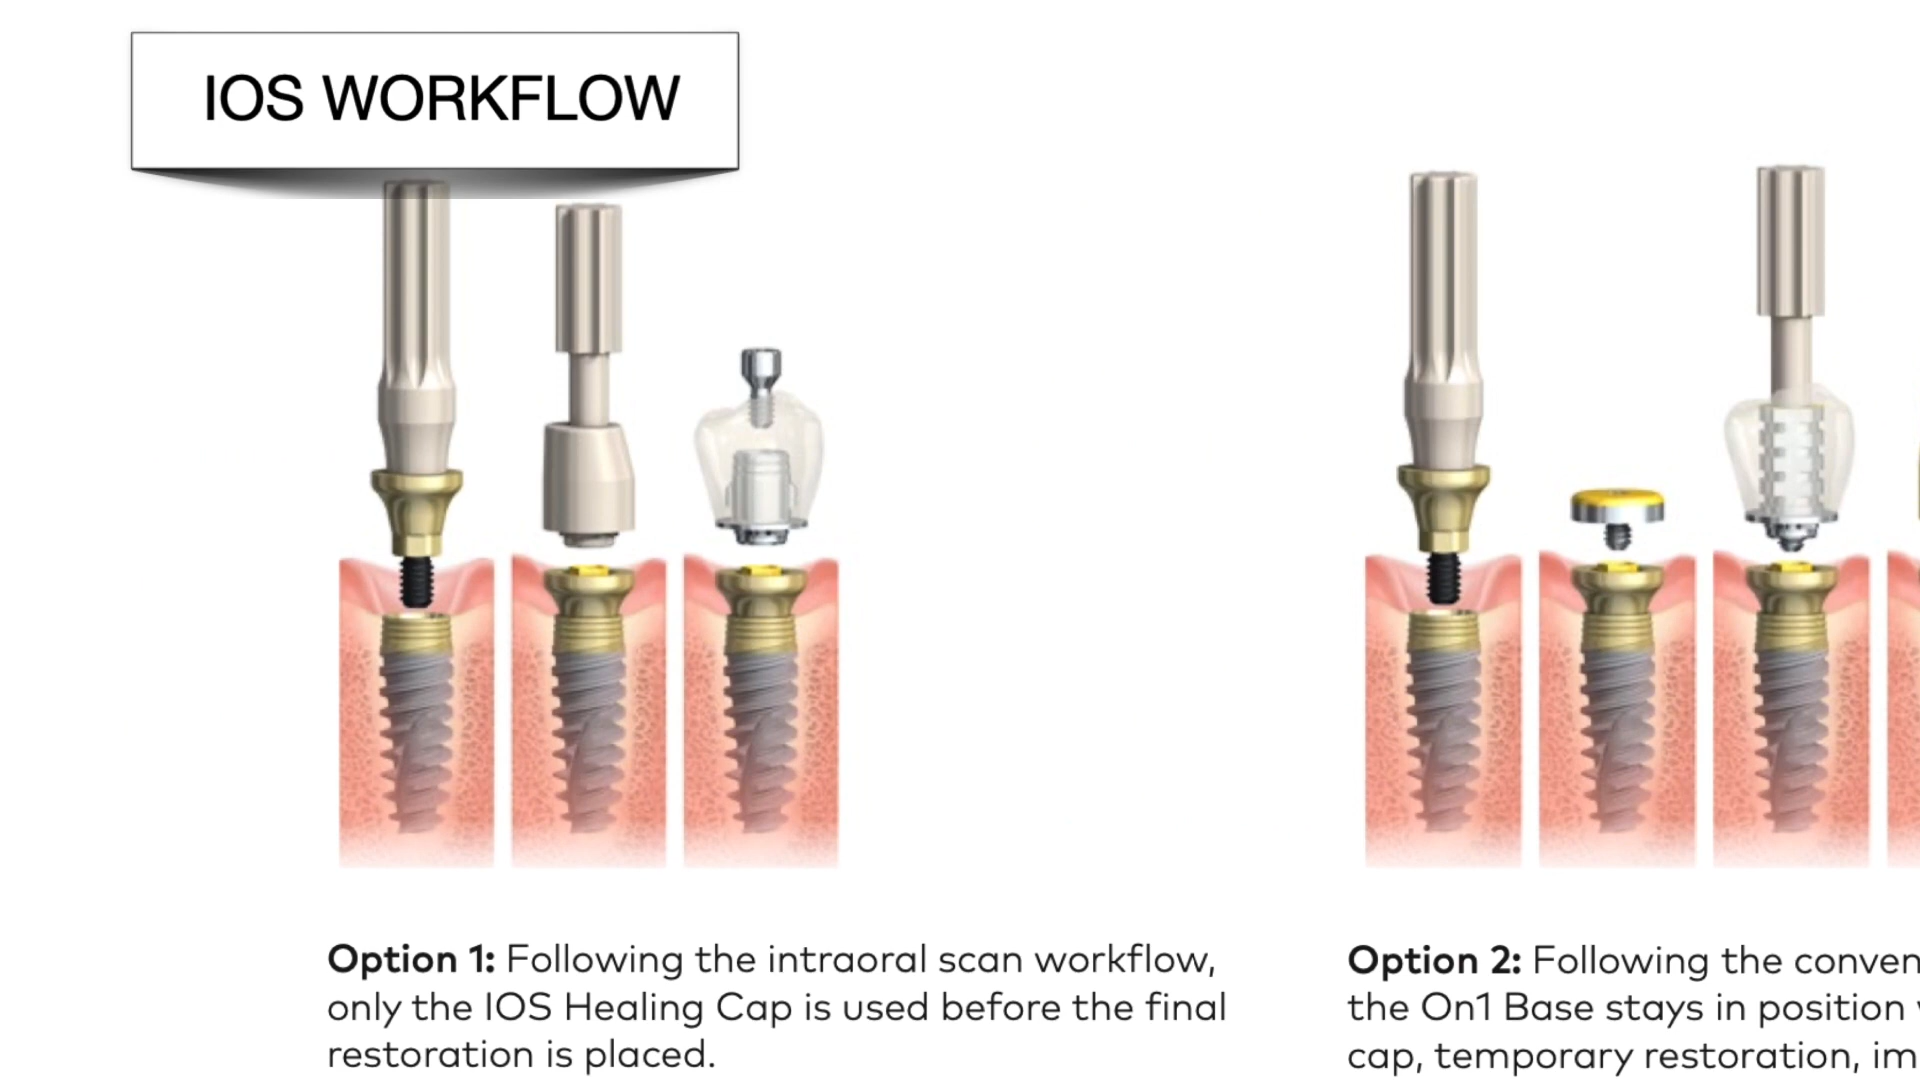 IOS WORKFLOW
Option 1: Following the intraoral scan workflow,
only the IOS Healing Cap is used before the final
restoration is placed.
Option 2: Following the conven
the On1 Base stays in position
cap, temporary restoration, im